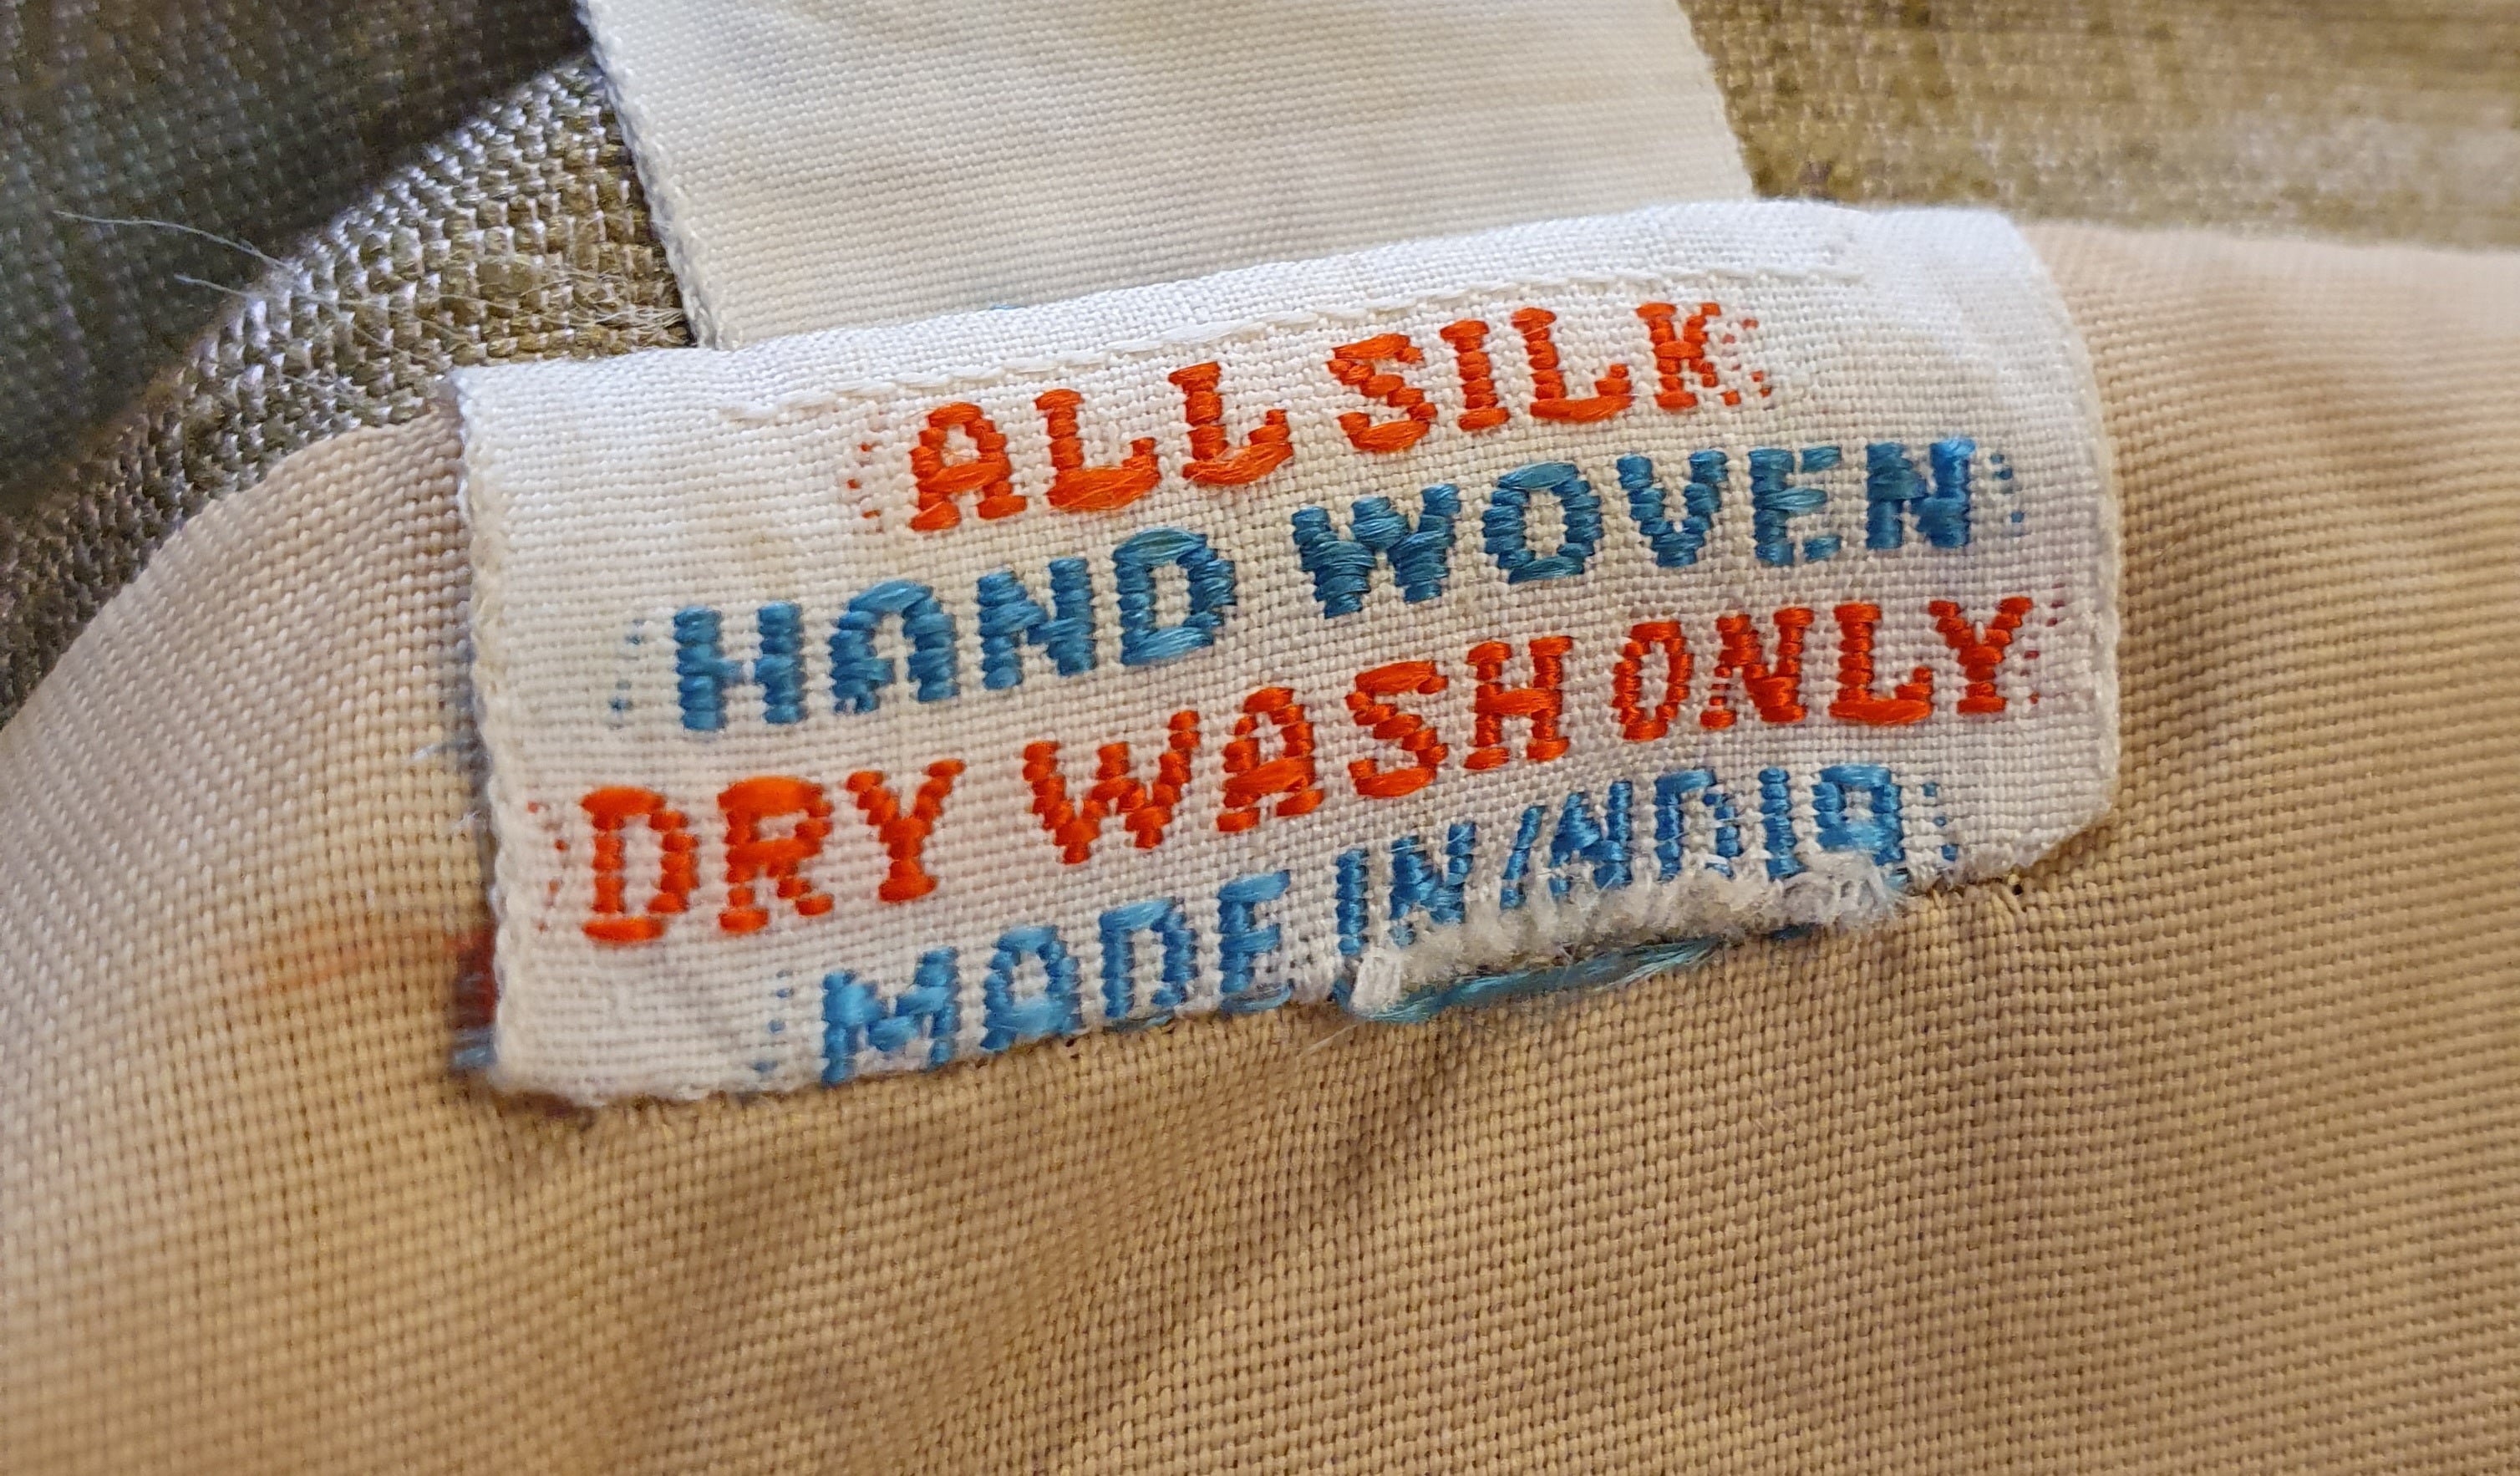 ALL SILK
HAND WOVEN
DRY WASH ONLY
MADE IN INDIA